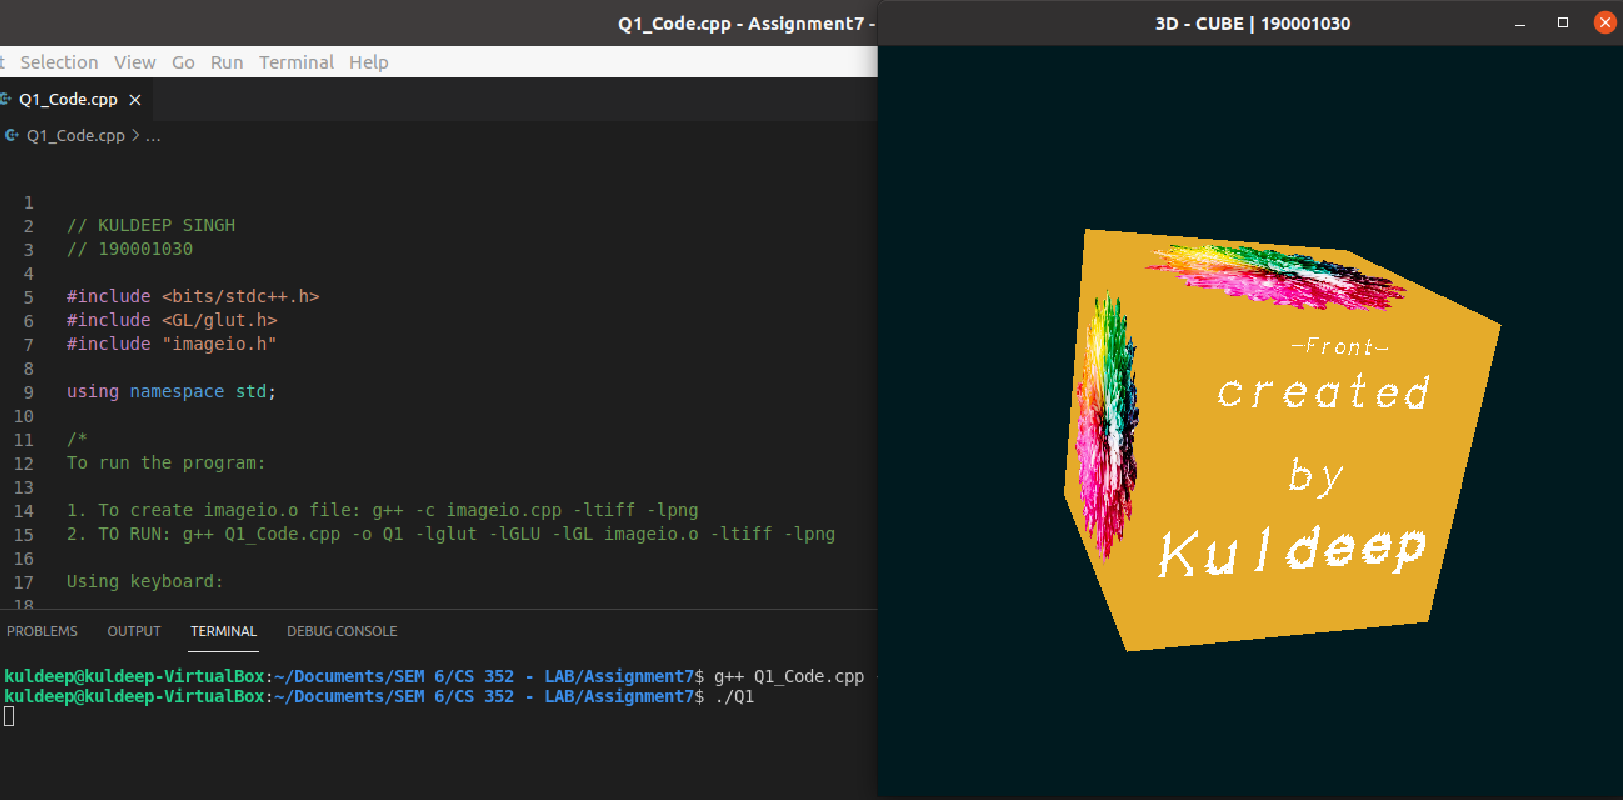 Q1_Code.cpp - Assignment7 -
t Selection View Go Run Terminal Help
Q1_Code.cpp ×
Q1_Code.cpp > ...
1
2 // KULDEEP SINGH
3 // 190001030
4
5 #include <bits/stdc++.h>
6 #include <GL/glut.h>
7 #include "imageio.h"
8
9 using namespace std;
10
11 /*
12 To run the program:
13
14 1. To create imageio.o file: g++ -c imageio.cpp -ltiff -lpng
15 2. TO RUN: g++ Q1_Code.cpp -o Q1 -lglut -lGLU -lGL imageio.o -ltiff -lpng
16
17 Using keyboard:
18
PROBLEMS OUTPUT TERMINAL DEBUG CONSOLE
kuldeep@kuldeep-VirtualBox:~/Documents/SEM 6/CS 352 - LAB/Assignment7$ g++ Q1_Code.cpp
kuldeep@kuldeep-VirtualBox:~/Documents/SEM 6/CS 352 - LAB/Assignment7$ ./Q1
3D - CUBE | 190001030
-Front-
created
by
Kuldeep